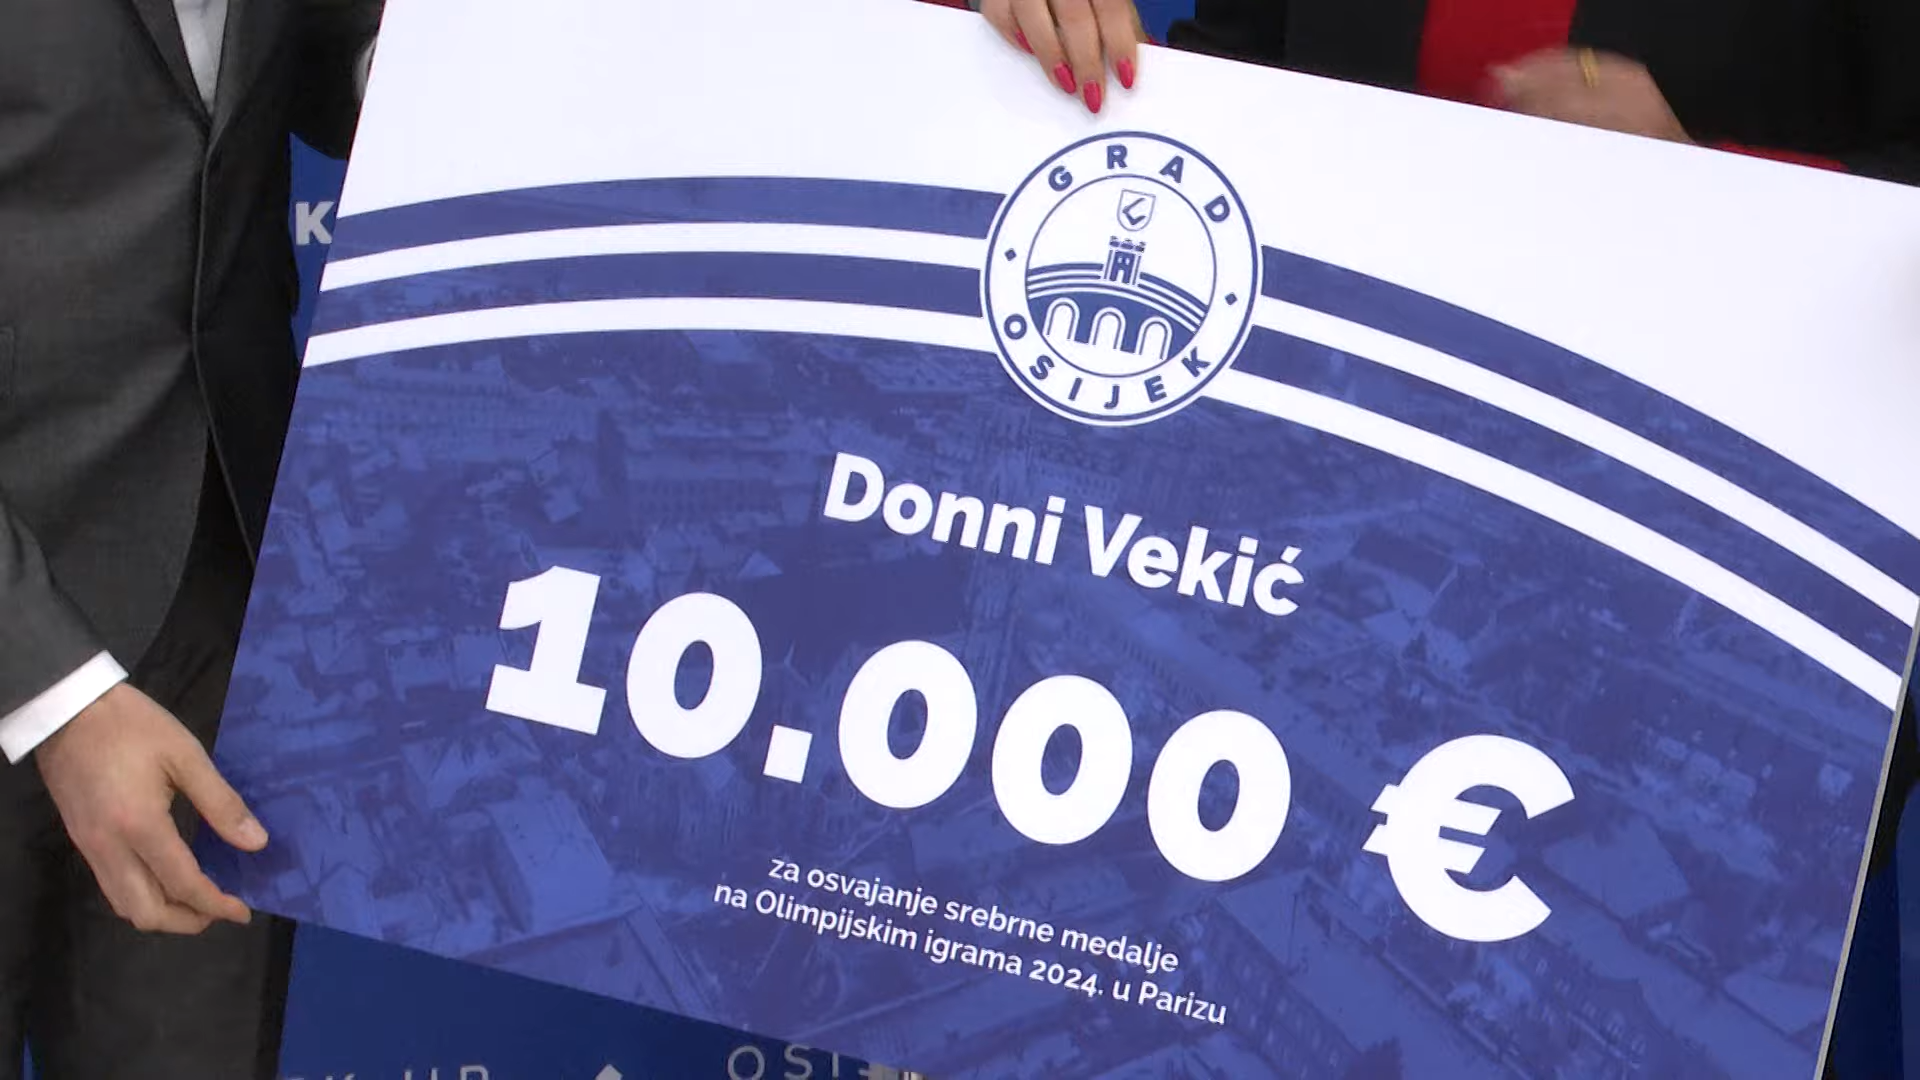 K
GRAD
OSIJEK
Donni Vekić
10.000 €
za osvajanje srebrne medalje
na Olimpijskim igrama 2024. u Parizu